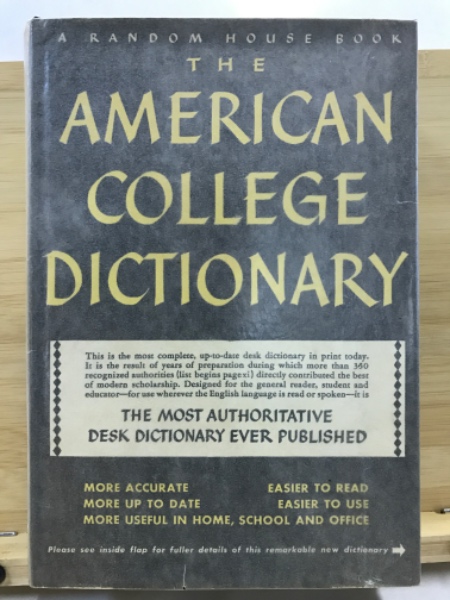 A RANDOM HOUSE BOOK
THE
AMERICAN
COLLEGE
DICTIONARY
This is the most complete, up-to-date desk dictionary in print today.
It is the result of years of preparation during which more than 350
recognized authorities (list begins page xi) directly contributed the best
of modern scholarship. Designed for the general reader, student and
educator—for use wherever the English language is read or spoken—it is
THE MOST AUTHORITATIVE
DESK DICTIONARY EVER PUBLISHED
MORE ACCURATE EASIER TO READ
MORE UP TO DATE EASIER TO USE
MORE USEFUL IN HOME, SCHOOL AND OFFICE
Please see inside flap for fuller details of this remarkable new dictionary